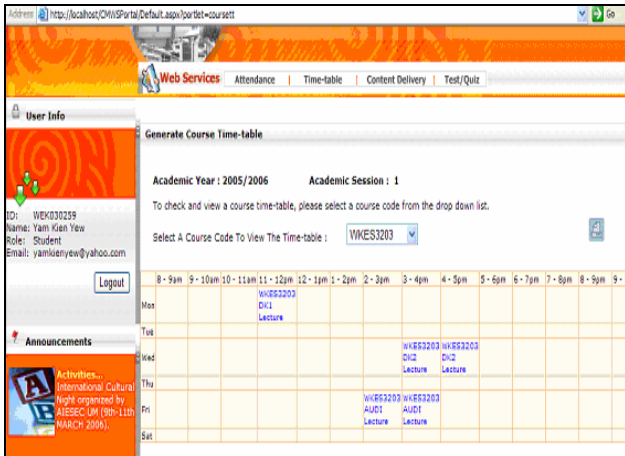 Address http://localhost/CMWSPortal/Default.aspx?portlet=coursett Go
Web Services Attendance | Time-table | Content Delivery | Test/Quiz
User Info
ID: WEK030259
Name: Yam Kien Yew
Role: Student
Email: yamkienyew@yahoo.com
Logout
Announcements
Activities...
International Cultural
Night organized by
AIESEC UM (9th-11th
MARCH 2006).
Generate Course Time-table
Academic Year : 2005/2006 Academic Session : 1
To check and view a course time-table, please select a course code from the drop down list.
Select A Course Code To View The Time-table : WKES3203
8 - 9am 9 - 10am 10 - 11am 11 - 12pm 12 - 1pm 1 - 2pm 2 - 3pm 3 - 4pm 4 - 5pm 5 - 6pm 6 - 7pm 7 - 8pm 8 - 9pm 9 -
Mon
WKES3203
DK1
Lecture
Tue
Wed
WKES3203 WKES3203
DK2 DK2
Lecture Lecture
Thu
Fri
WKES3203 WKES3203
AUDI AUDI
Lecture Lecture
Sat